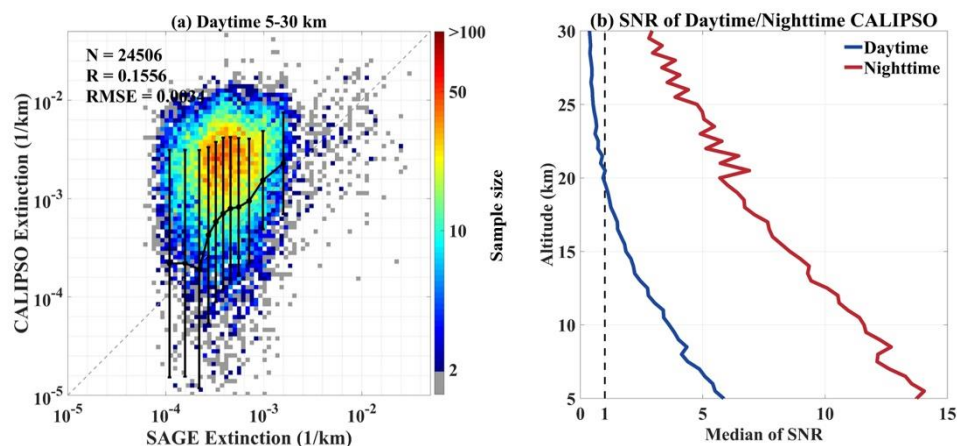 (a) Daytime 5-30 km
N = 24506
R = 0.1556
RMSE = 0.0034
CALIPSO Extinction (1/km)
10^-2
10^-3
10^-4
10^-5
10^-5
10^-4
10^-3
10^-2
SAGE Extinction (1/km)
>100
50
10
2
Sample size
(b) SNR of Daytime/Nighttime CALIPSO
Daytime
Nighttime
Altitude (km)
30
25
20
15
10
5
0
1
5
10
15
Median of SNR